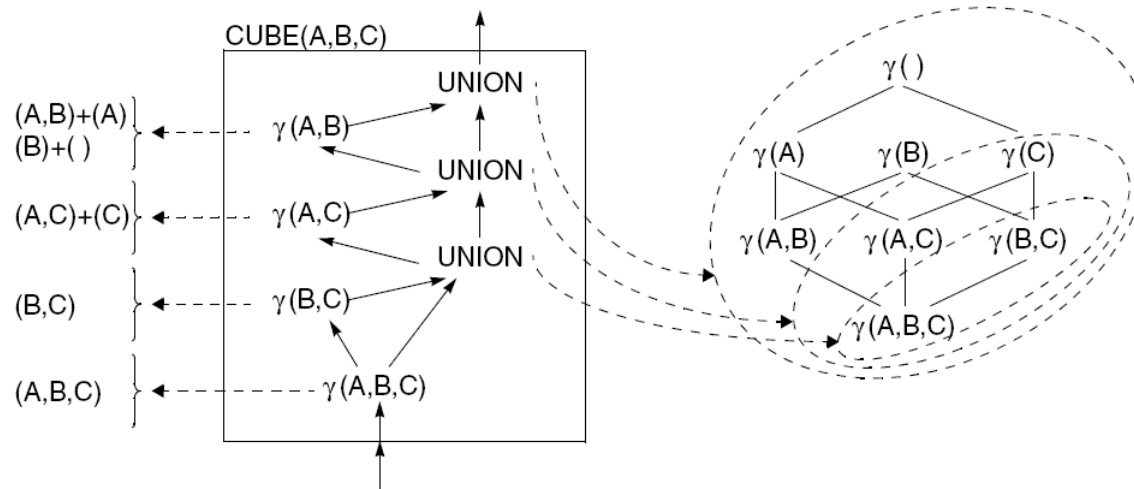 CUBE(A,B,C)
UNION
(A,B)+(A)
(B)+( )
γ(A,B)
UNION
(A,C)+(C)
γ(A,C)
UNION
(B,C)
γ(B,C)
(A,B,C)
γ(A,B,C)
γ( )
γ(A) γ(B) γ(C)
γ(A,B) γ(A,C) γ(B,C)
γ(A,B,C)